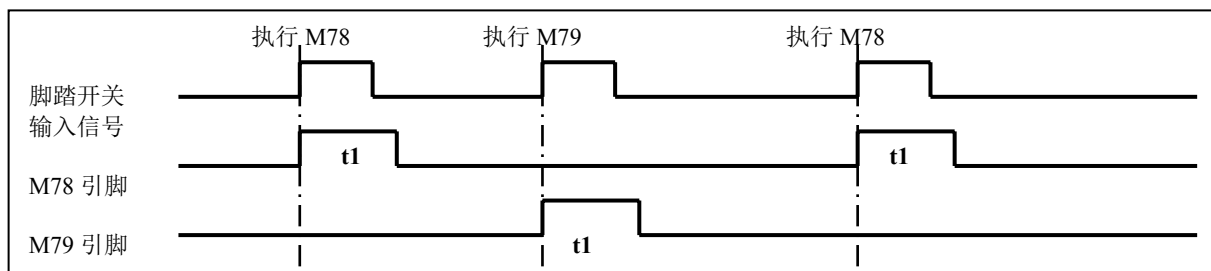 执行 M78 执行 M79 执行 M78
脚踏开关
输入信号
t1 t1
M78 引脚
t1
M79 引脚